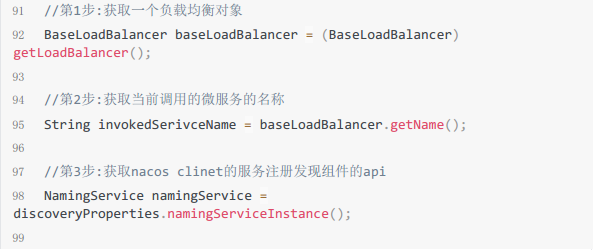 91 //第1步:获取一个负载均衡对象
92 BaseLoadBalancer baseLoadBalancer = (BaseLoadBalancer)
getLoadBalancer();
93
94 //第2步:获取当前调用的微服务的名称
95 String invokedSerivceName = baseLoadBalancer.getName();
96
97 //第3步:获取nacos clinet的服务注册发现组件的api
98 NamingService namingService =
discoveryProperties.namingServiceInstance();
99